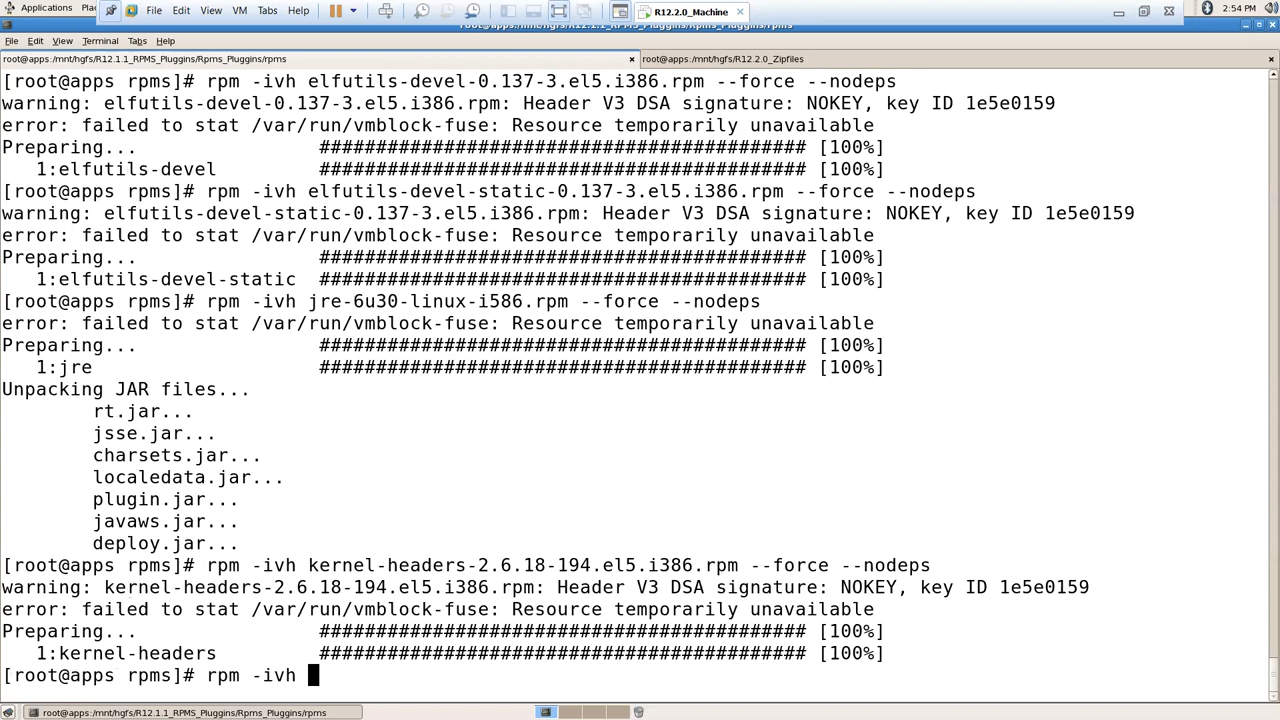 Applications File Edit View VM Tabs Help R12.2.0_Machine 2:54 PM
root@apps:/mnt/hgfs/R12.1.1_RPMS_Pluggins/Rpms_Pluggins/rpms
File Edit View Terminal Tabs Help
root@apps:/mnt/hgfs/R12.1.1_RPMS_Pluggins/Rpms_Pluggins/rpms root@apps:/mnt/hgfs/R12.2.0_Zipfiles
[root@apps rpms]# rpm -ivh elfutils-devel-0.137-3.el5.i386.rpm --force --nodeps
warning: elfutils-devel-0.137-3.el5.i386.rpm: Header V3 DSA signature: NOKEY, key ID 1e5e0159
error: failed to stat /var/run/vmblock-fuse: Resource temporarily unavailable
Preparing... ########################################### [100%]
1:elfutils-devel ########################################### [100%]
[root@apps rpms]# rpm -ivh elfutils-devel-static-0.137-3.el5.i386.rpm --force --nodeps
warning: elfutils-devel-static-0.137-3.el5.i386.rpm: Header V3 DSA signature: NOKEY, key ID 1e5e0159
error: failed to stat /var/run/vmblock-fuse: Resource temporarily unavailable
Preparing... ########################################### [100%]
1:elfutils-devel-static ########################################### [100%]
[root@apps rpms]# rpm -ivh jre-6u30-linux-i586.rpm --force --nodeps
error: failed to stat /var/run/vmblock-fuse: Resource temporarily unavailable
Preparing... ########################################### [100%]
1:jre ########################################### [100%]
Unpacking JAR files...
rt.jar...
jsse.jar...
charsets.jar...
localedata.jar...
plugin.jar...
javaws.jar...
deploy.jar...
[root@apps rpms]# rpm -ivh kernel-headers-2.6.18-194.el5.i386.rpm --force --nodeps
warning: kernel-headers-2.6.18-194.el5.i386.rpm: Header V3 DSA signature: NOKEY, key ID 1e5e0159
error: failed to stat /var/run/vmblock-fuse: Resource temporarily unavailable
Preparing... ########################################### [100%]
1:kernel-headers ########################################### [100%]
[root@apps rpms]# rpm -ivh
root@apps:/mnt/hgfs/R12.1.1_RPMS_Pluggins/Rpms_Pluggins/rpms